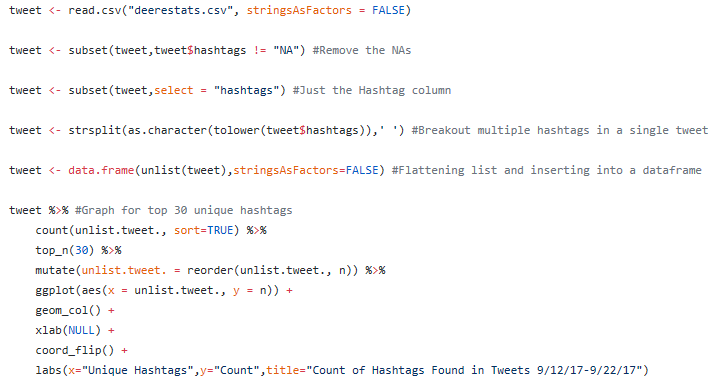 tweet <- read.csv("deerestats.csv", stringsAsFactors = FALSE)
tweet <- subset(tweet,tweet$hashtags != "NA") #Remove the NAs
tweet <- subset(tweet,select = "hashtags") #Just the Hashtag column
tweet <- strsplit(as.character(tolower(tweet$hashtags)),' ') #Breakout multiple hashtags in a single tweet
tweet <- data.frame(unlist(tweet),stringsAsFactors=FALSE) #Flattening list and inserting into a dataframe
tweet %>% #Graph for top 30 unique hashtags
    count(unlist.tweet., sort=TRUE) %>%
    top_n(30) %>%
    mutate(unlist.tweet. = reorder(unlist.tweet., n)) %>%
    ggplot(aes(x = unlist.tweet., y = n)) +
    geom_col() +
    xlab(NULL) +
    coord_flip() +
    labs(x="Unique Hashtags",y="Count",title="Count of Hashtags Found in Tweets 9/12/17-9/22/17")